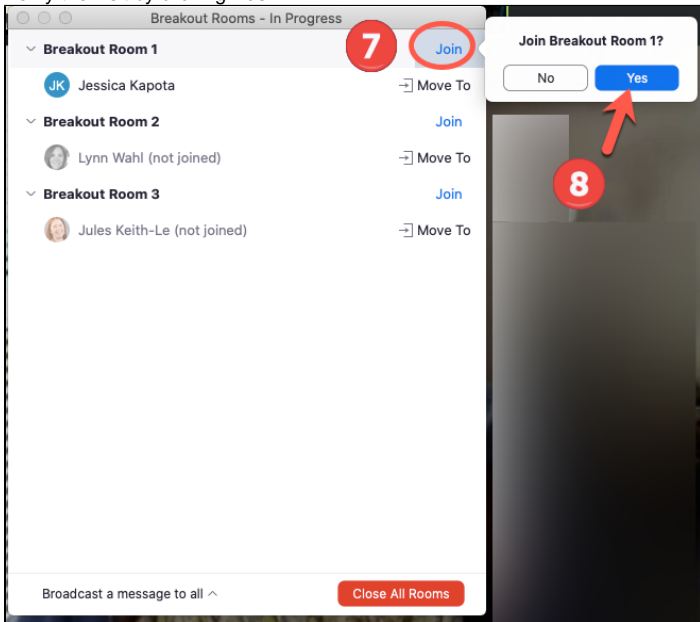 Breakout Rooms - In Progress
Breakout Room 1
7
Join
Join Breakout Room 1?
No
Yes
JK
Jessica Kapota
Move To
Breakout Room 2
Join
Lynn Wahl (not joined)
Move To
8
Breakout Room 3
Join
Jules Keith-Le (not joined)
Move To
Broadcast a message to all
Close All Rooms